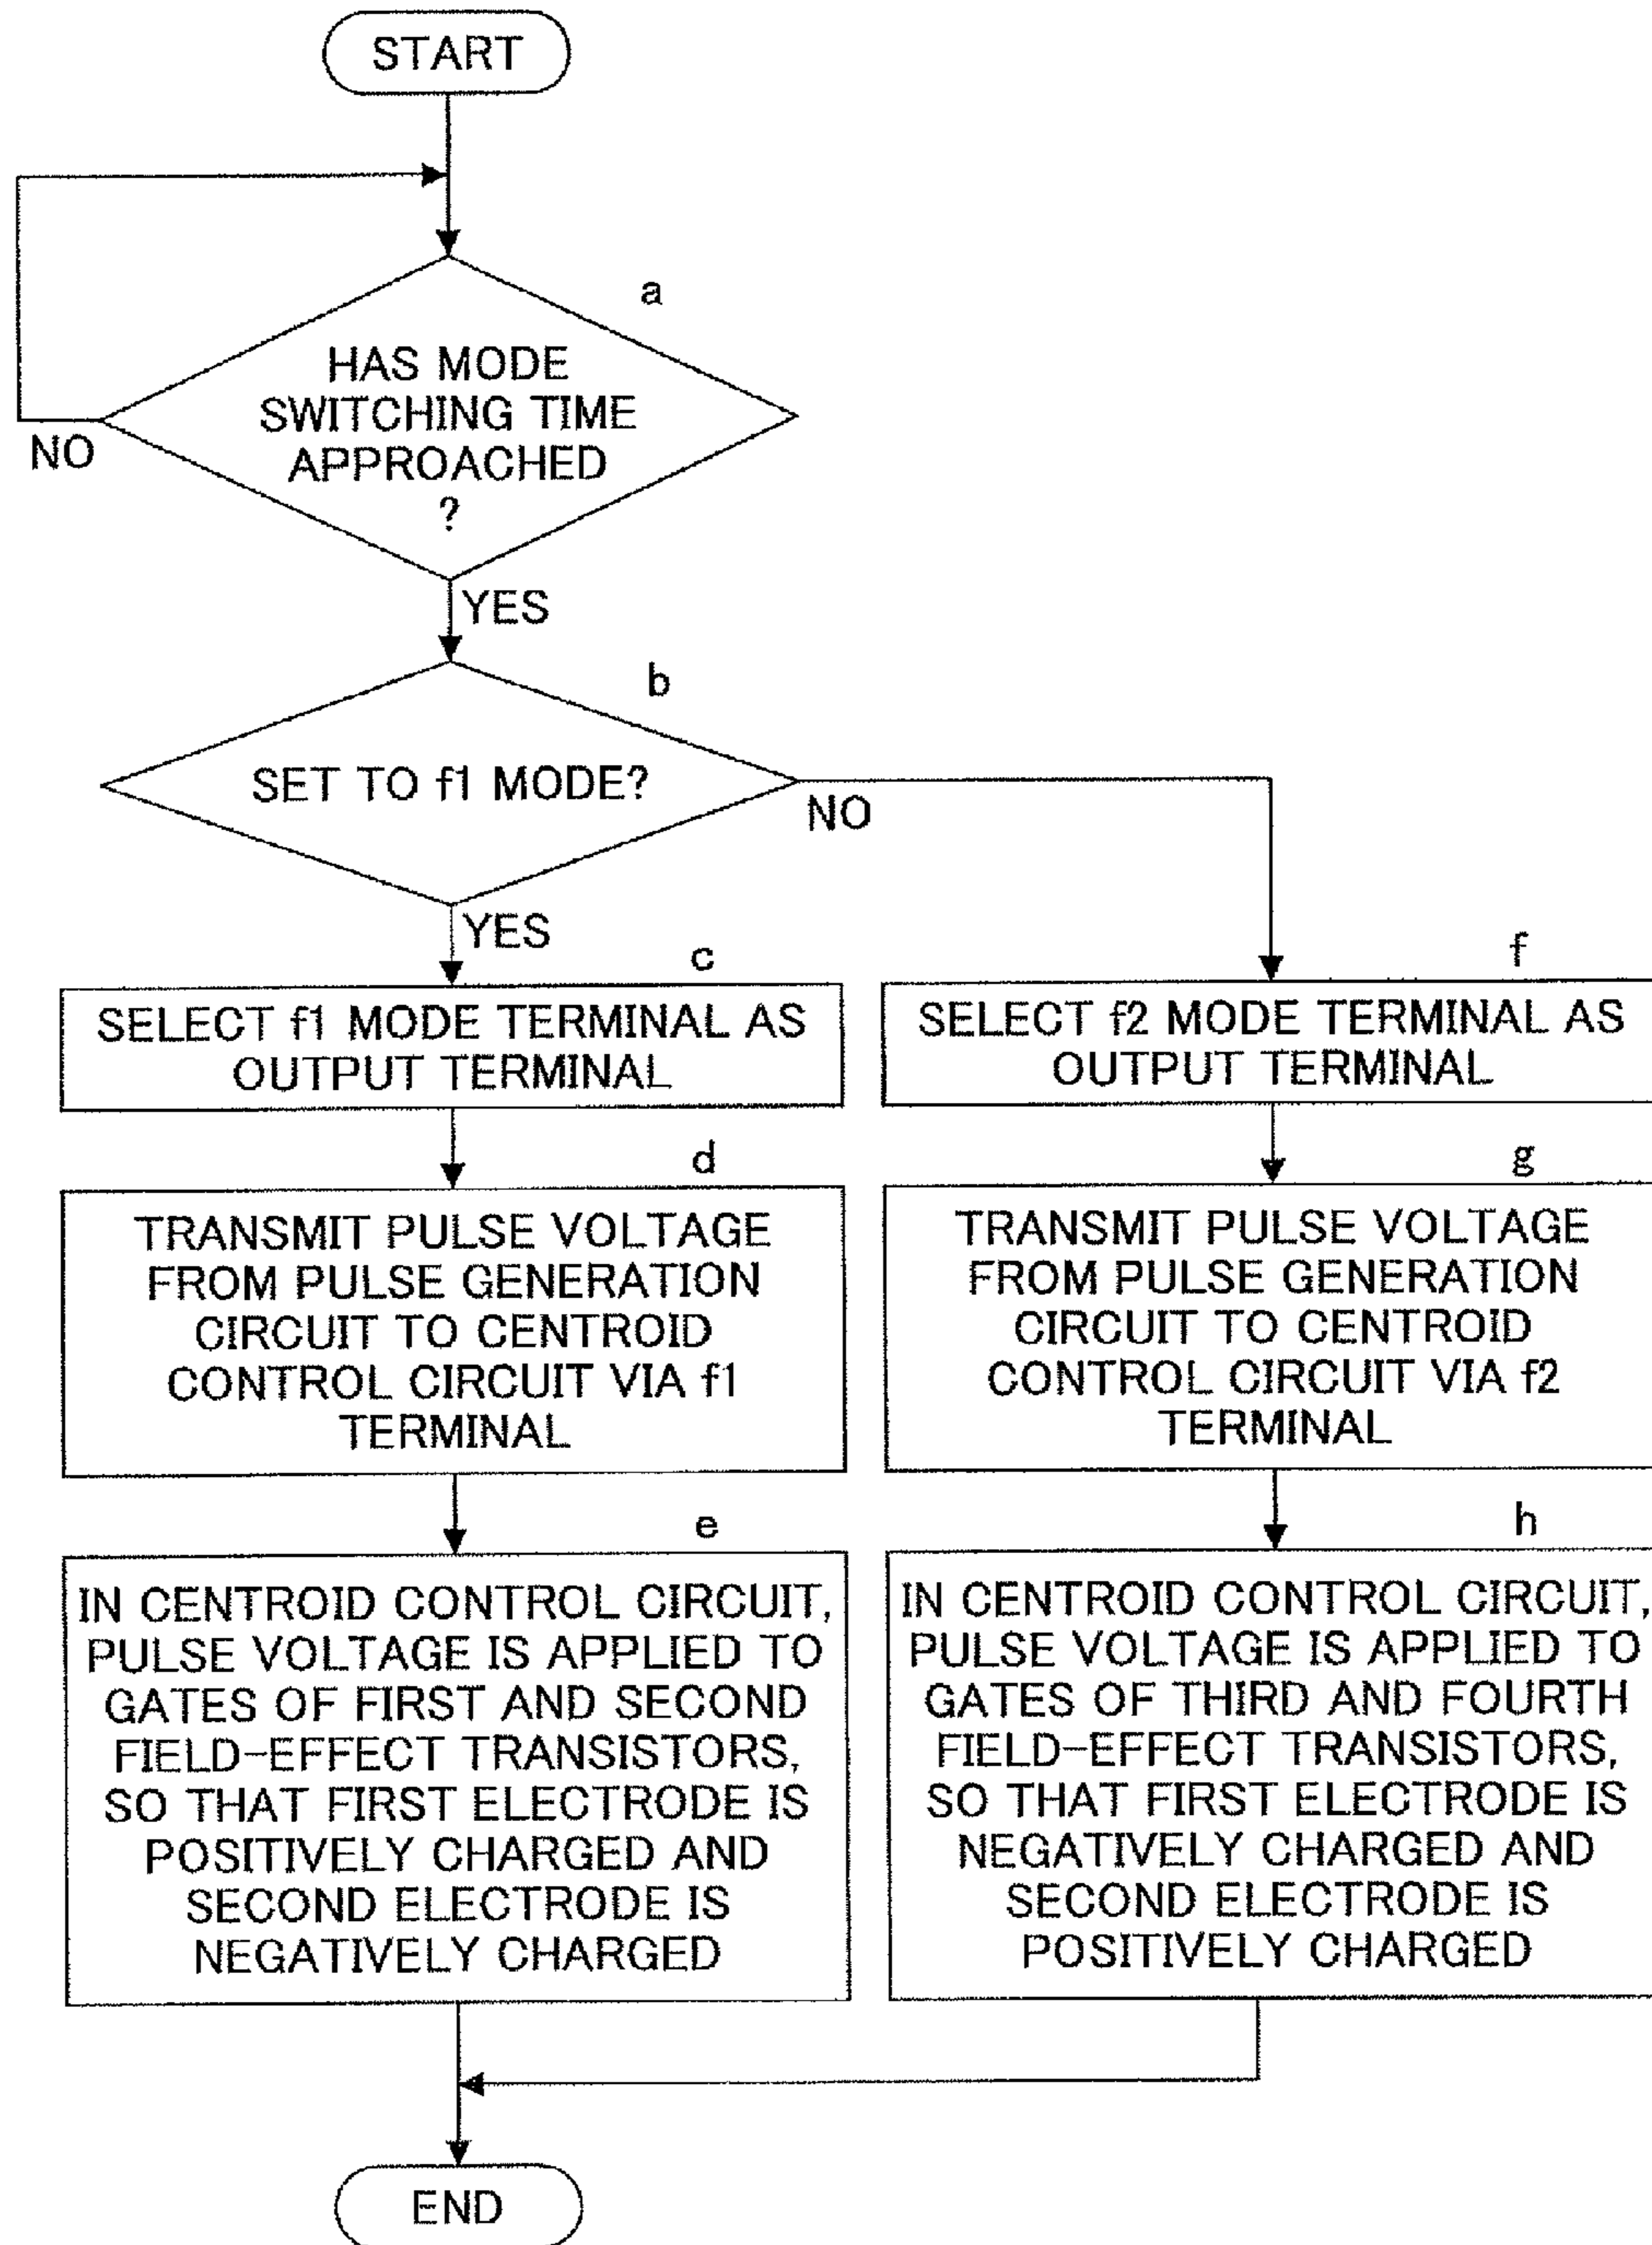 START
a
HAS MODE
SWITCHING TIME
APPROACHED
?
NO
YES
b
SET TO f1 MODE?
NO
YES
c
SELECT f1 MODE TERMINAL AS
OUTPUT TERMINAL
f
SELECT f2 MODE TERMINAL AS
OUTPUT TERMINAL
d
TRANSMIT PULSE VOLTAGE
FROM PULSE GENERATION
CIRCUIT TO CENTROID
CONTROL CIRCUIT VIA f1
TERMINAL
g
TRANSMIT PULSE VOLTAGE
FROM PULSE GENERATION
CIRCUIT TO CENTROID
CONTROL CIRCUIT VIA f2
TERMINAL
e
IN CENTROID CONTROL CIRCUIT,
PULSE VOLTAGE IS APPLIED TO
GATES OF FIRST AND SECOND
FIELD-EFFECT TRANSISTORS,
SO THAT FIRST ELECTRODE IS
POSITIVELY CHARGED AND
SECOND ELECTRODE IS
NEGATIVELY CHARGED
h
IN CENTROID CONTROL CIRCUIT,
PULSE VOLTAGE IS APPLIED TO
GATES OF THIRD AND FOURTH
FIELD-EFFECT TRANSISTORS,
SO THAT FIRST ELECTRODE IS
NEGATIVELY CHARGED AND
SECOND ELECTRODE IS
POSITIVELY CHARGED
END